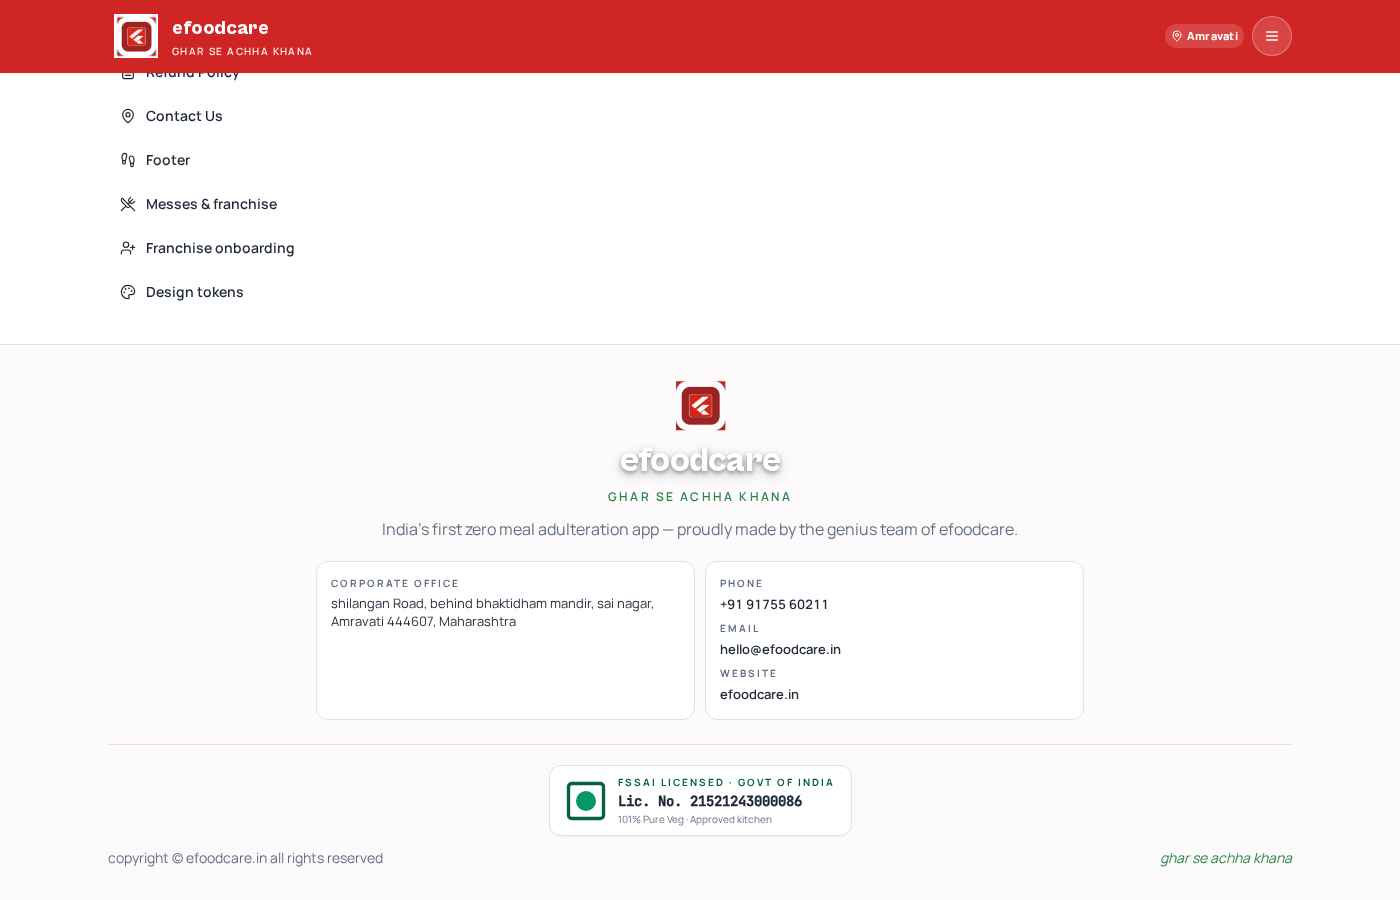 efoodcare
GHAR SE ACHHA KHANA
Amravati
Refund Policy
Contact Us
Footer
Messes & franchise
Franchise onboarding
Design tokens
efoodcare
GHAR SE ACHHA KHANA
India's first zero meal adulteration app — proudly made by the genius team of efoodcare.
CORPORATE OFFICE
shilangan Road, behind bhaktidham mandir, sai nagar,
Amravati 444607, Maharashtra
PHONE
+91 91755 60211
EMAIL
hello@efoodcare.in
WEBSITE
efoodcare.in
FSSAI LICENSED · GOVT OF INDIA
Lic. No. 21521243000086
101% Pure Veg · Approved kitchen
copyright © efoodcare.in all rights reserved
ghar se achha khana